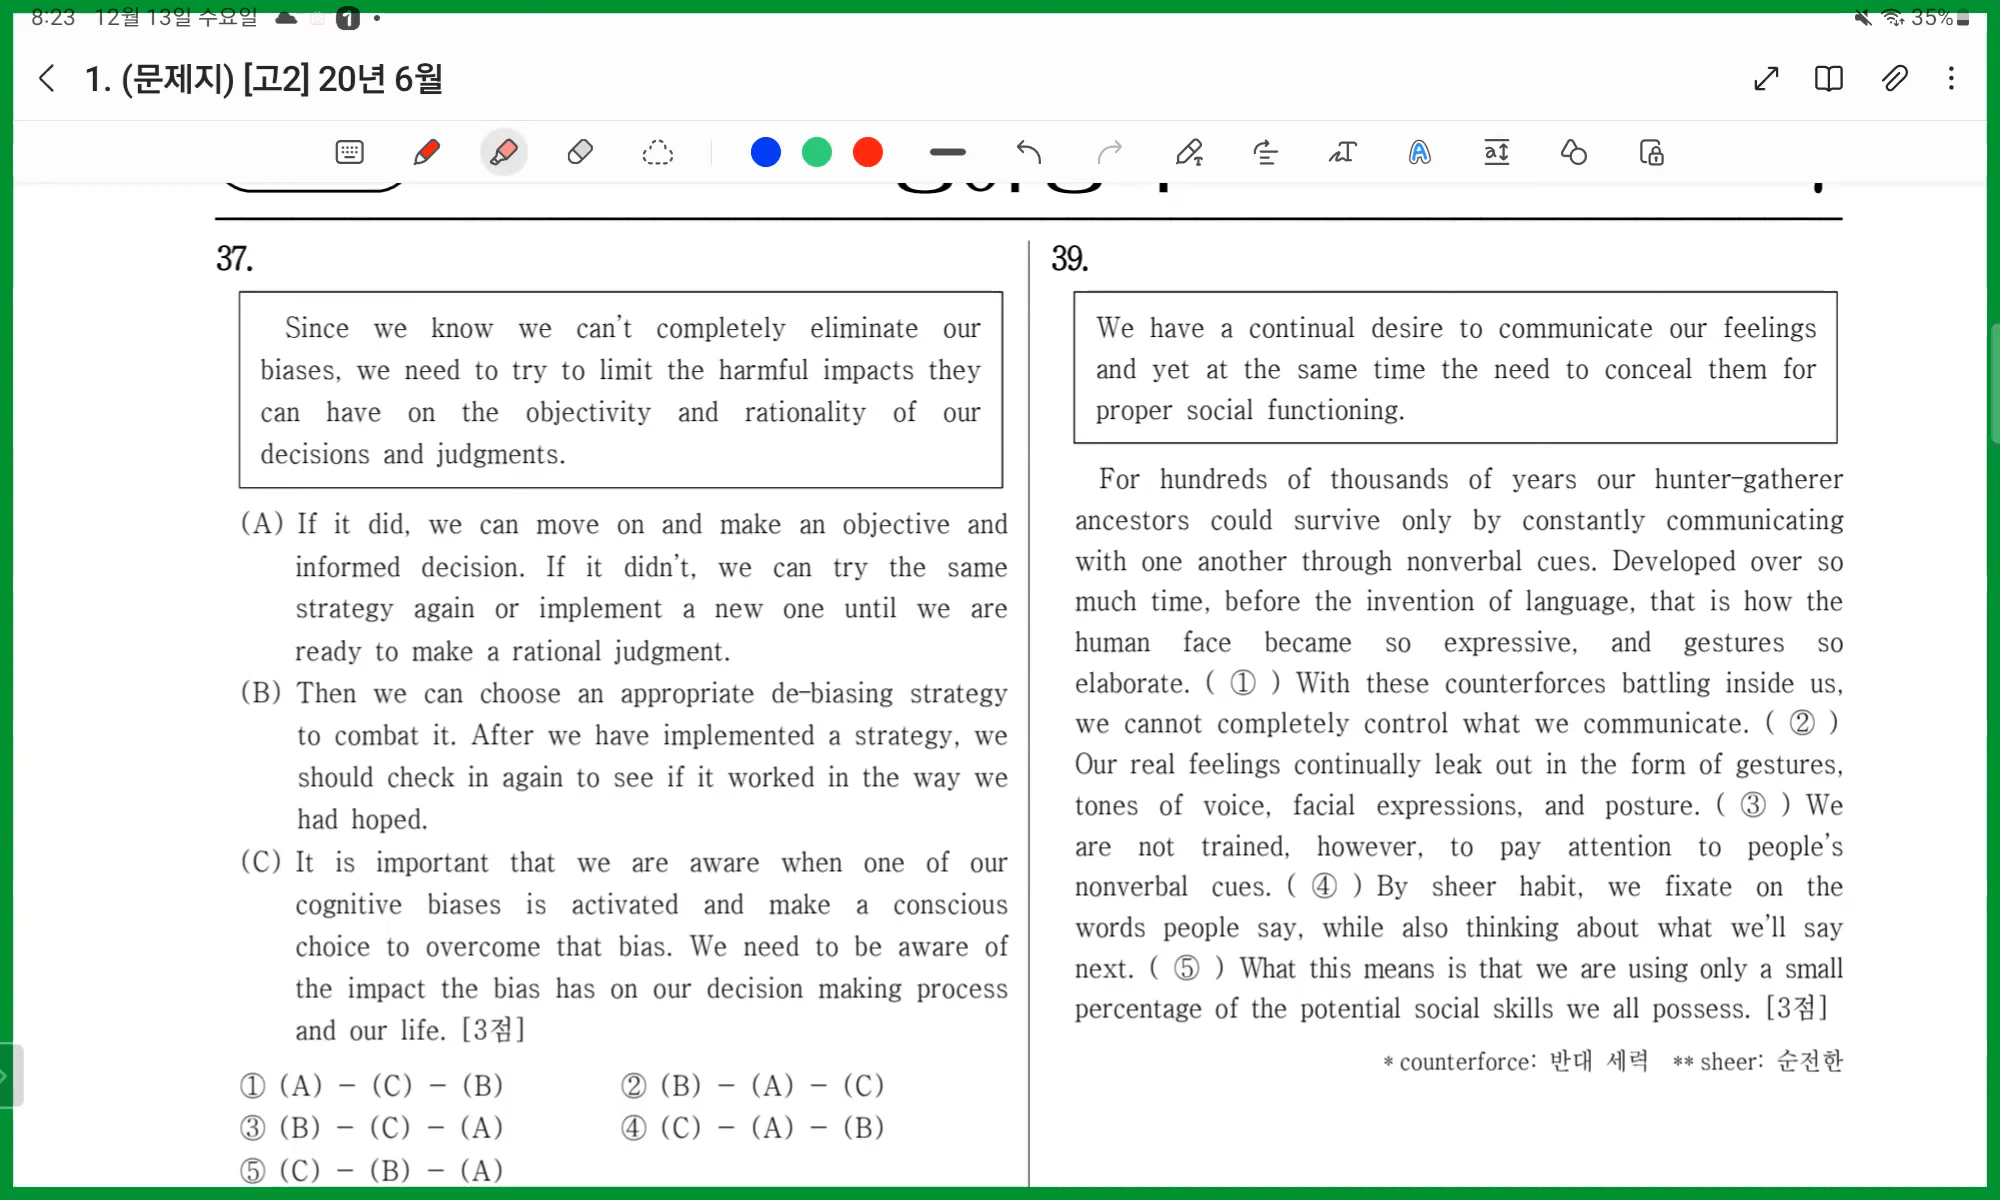 8:23 12월 13일 수요일
35%
1. (문제지) [고2] 20년 6월
37.
Since we know we can't completely eliminate our
biases, we need to try to limit the harmful impacts they
can have on the objectivity and rationality of our
decisions and judgments.
(A) If it did, we can move on and make an objective and
informed decision. If it didn't, we can try the same
strategy again or implement a new one until we are
ready to make a rational judgment.
(B) Then we can choose an appropriate de-biasing strategy
to combat it. After we have implemented a strategy, we
should check in again to see if it worked in the way we
had hoped.
(C) It is important that we are aware when one of our
cognitive biases is activated and make a conscious
choice to overcome that bias. We need to be aware of
the impact the bias has on our decision making process
and our life. [3점]
① (A) - (C) - (B) ② (B) - (A) - (C)
③ (B) - (C) - (A) ④ (C) - (A) - (B)
⑤ (C) - (B) - (A)
39.
We have a continual desire to communicate our feelings
and yet at the same time the need to conceal them for
proper social functioning.
For hundreds of thousands of years our hunter-gatherer
ancestors could survive only by constantly communicating
with one another through nonverbal cues. Developed over so
much time, before the invention of language, that is how the
human face became so expressive, and gestures so
elaborate. ( ① ) With these counterforces battling inside us,
we cannot completely control what we communicate. ( ② )
Our real feelings continually leak out in the form of gestures,
tones of voice, facial expressions, and posture. ( ③ ) We
are not trained, however, to pay attention to people's
nonverbal cues. ( ④ ) By sheer habit, we fixate on the
words people say, while also thinking about what we'll say
next. ( ⑤ ) What this means is that we are using only a small
percentage of the potential social skills we all possess. [3점]
* counterforce: 반대 세력 ** sheer: 순전한